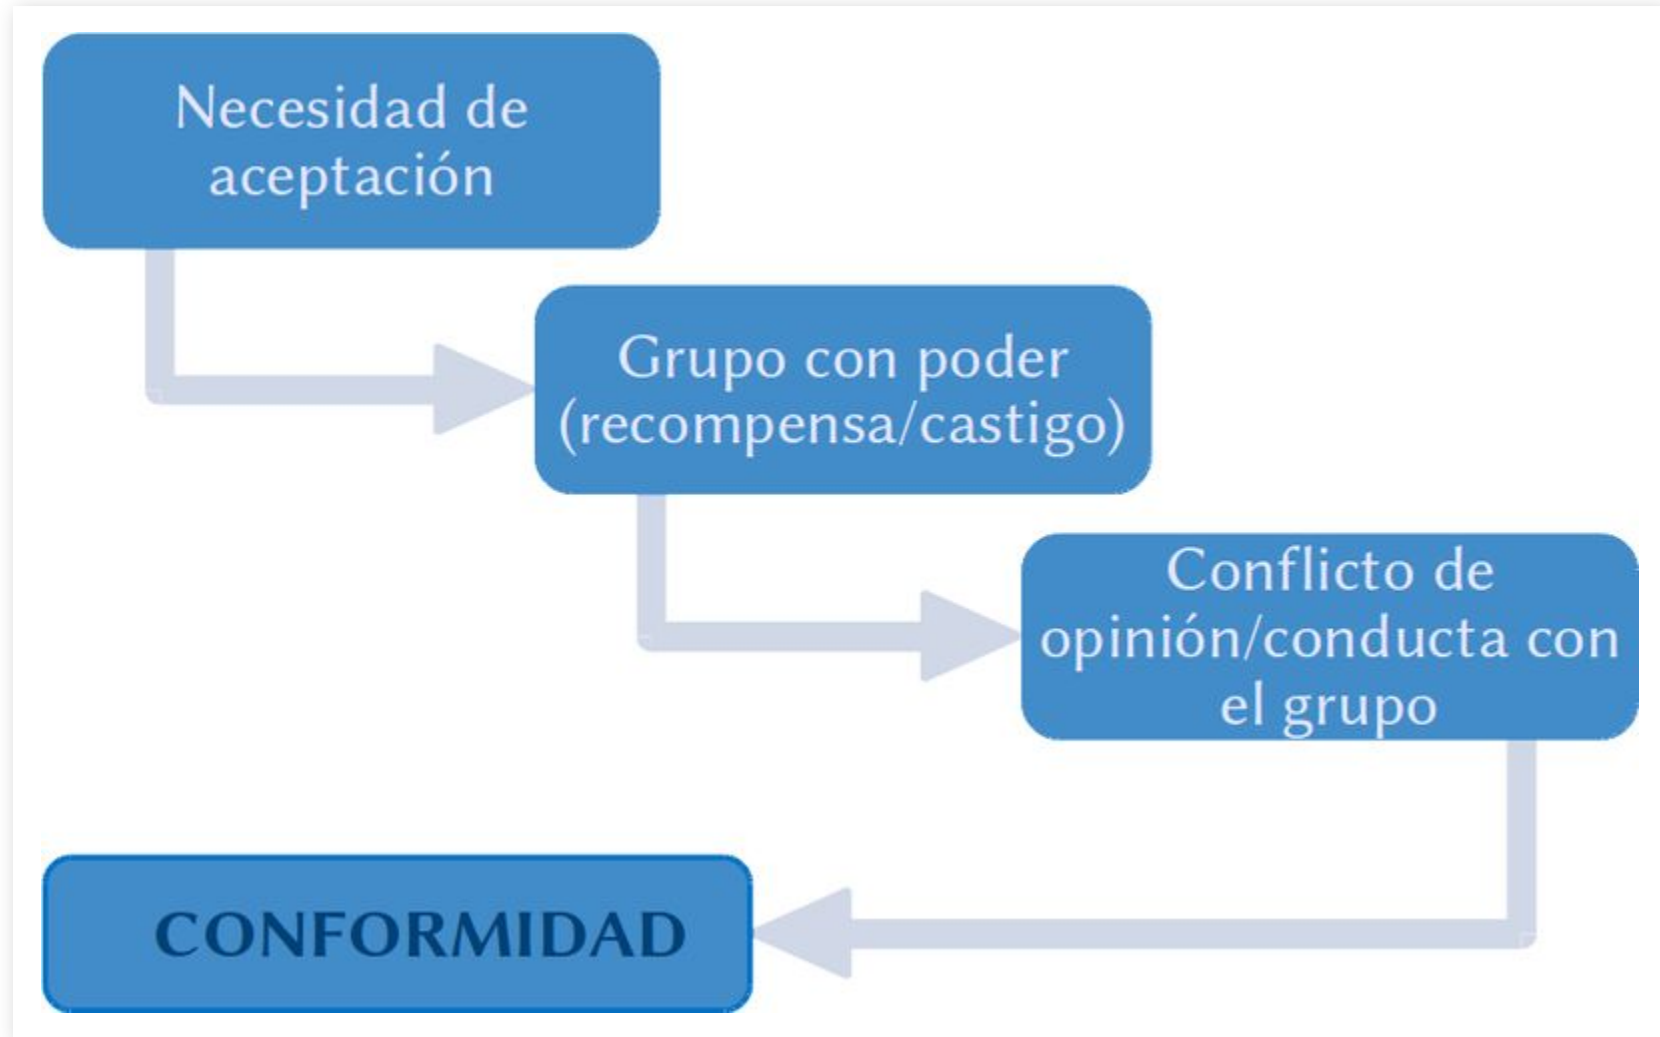 Necesidad de
aceptación
Grupo con poder
(recompensa/castigo)
Conflicto de
opinión/conducta con
el grupo
CONFORMIDAD